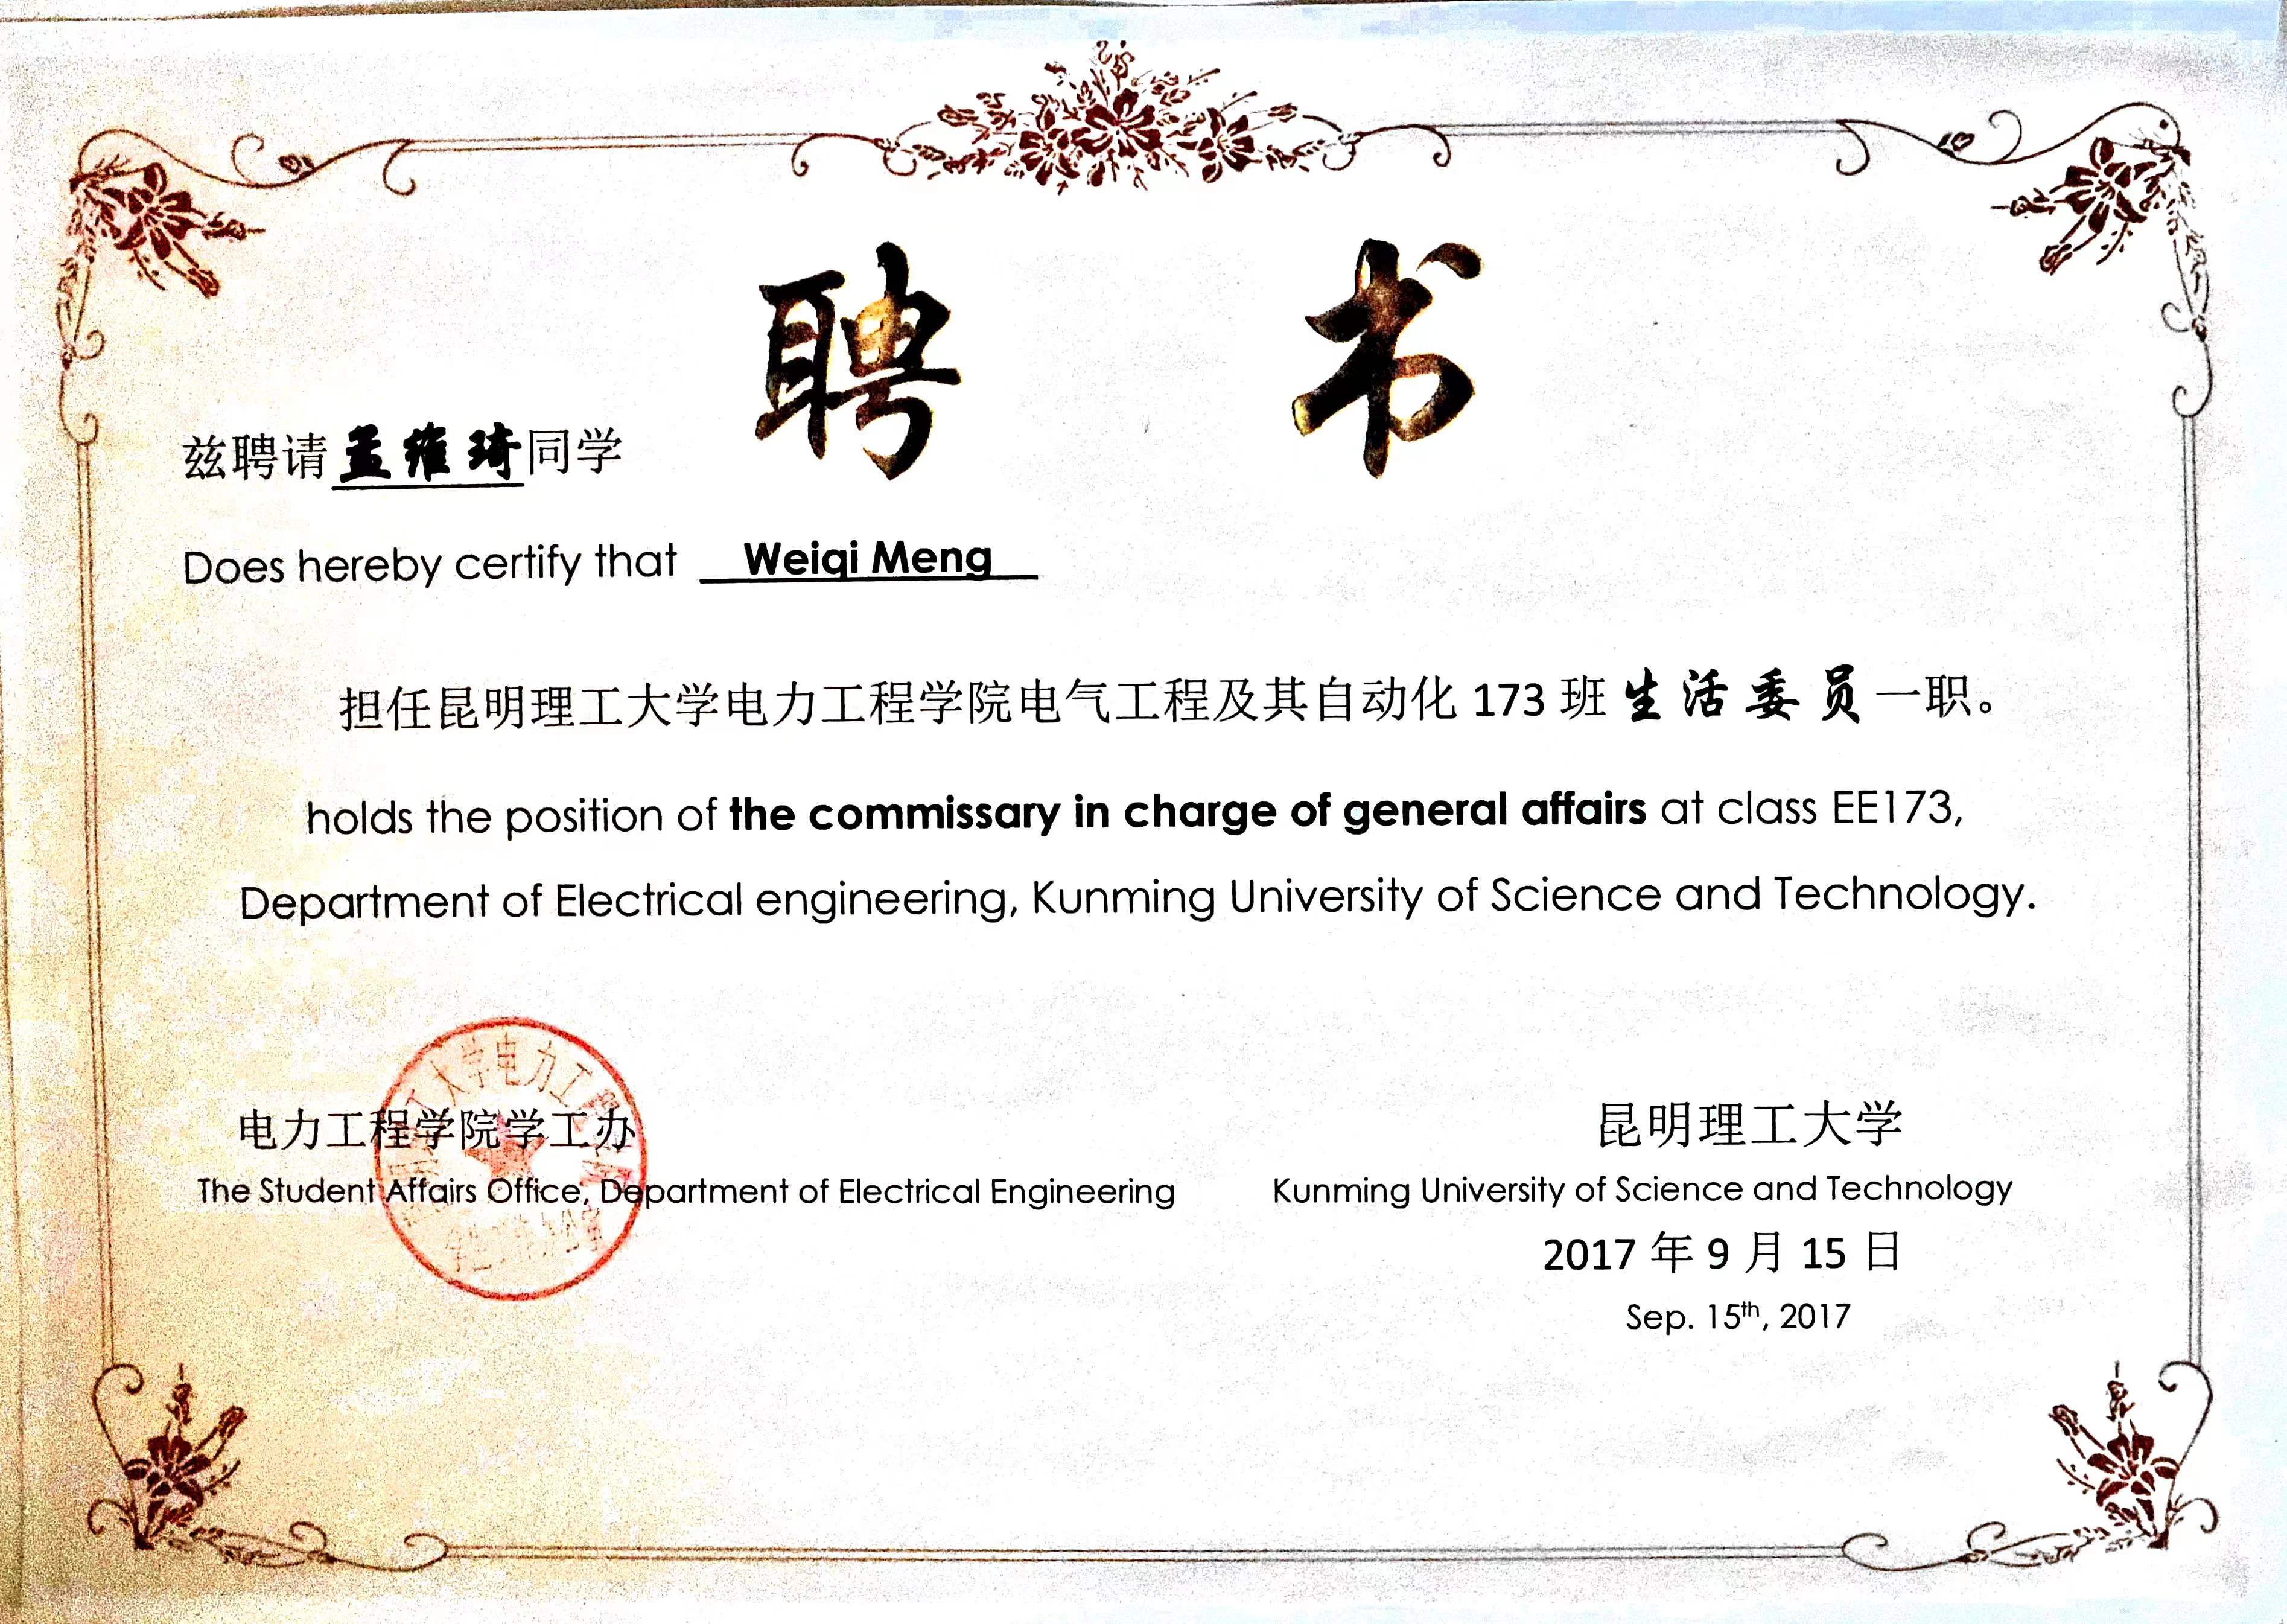 聘 书
兹聘请孟维琦同学
Does hereby certify that Weiqi Meng
担任昆明理工大学电力工程学院电气工程及其自动化 173 班生活委员一职。
holds the position of the commissary in charge of general affairs at class EE173,
Department of Electrical engineering, Kunming University of Science and Technology.
电力工程学院学工办
The Student Affairs Office, Department of Electrical Engineering
昆明理工大学
Kunming University of Science and Technology
2017 年 9 月 15 日
Sep. 15th, 2017
工大学电力工程